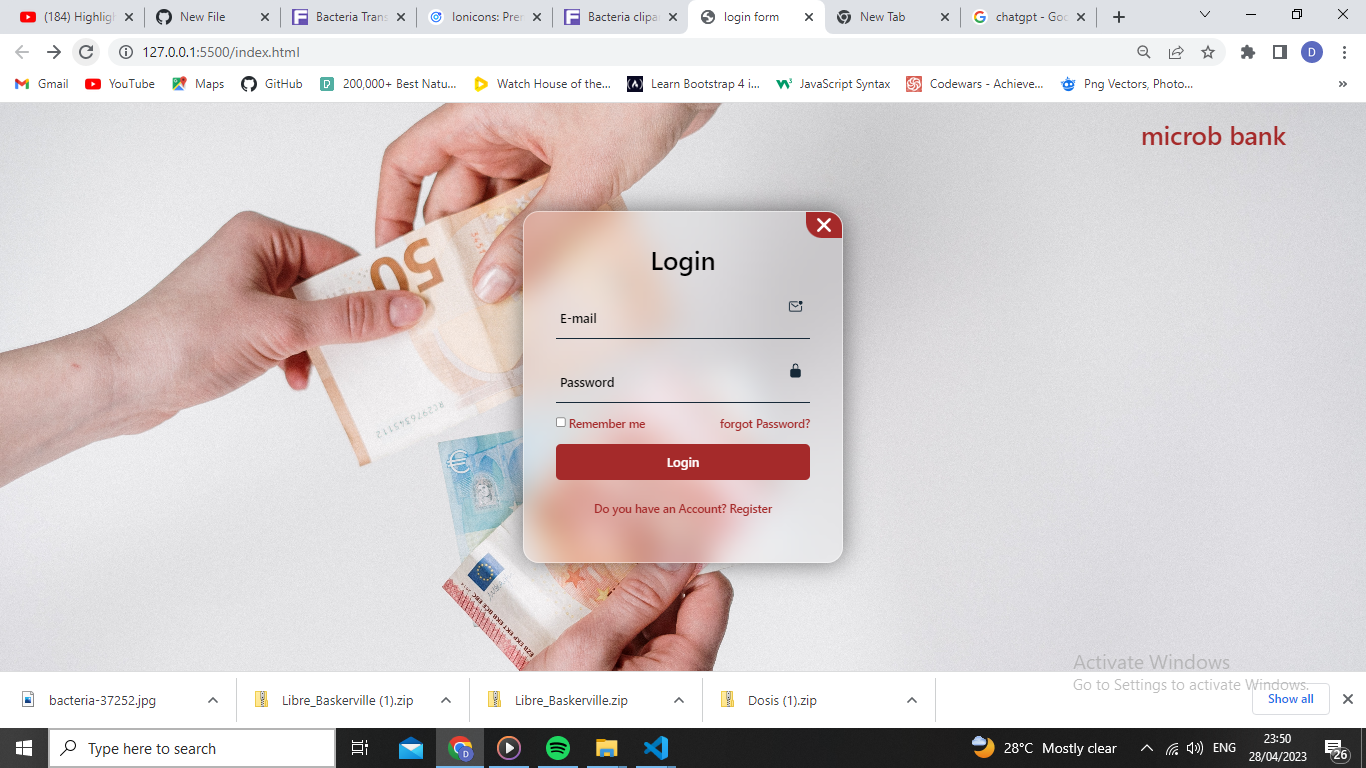 (184) Highligh
New File
Bacteria Trans
Ionicons: Pren
Bacteria clipar
login form
New Tab
chatgpt - Goo
127.0.0.1:5500/index.html
D
Gmail
YouTube
Maps
GitHub
200,000+ Best Natu...
Watch House of the...
Learn Bootstrap 4 i...
JavaScript Syntax
Codewars - Achieve...
Png Vectors, Photo...
»
microb bank
50
Login
E-mail
Password
Remember me
forgot Password?
Login
Do you have an Account? Register
RC2976345112
Activate Windows
Go to Settings to activate Windows.
bacteria-37252.jpg
Libre_Baskerville (1).zip
Libre_Baskerville.zip
Dosis (1).zip
Show all
Type here to search
D
28°C Mostly clear
ENG
23:50
28/04/2023
26